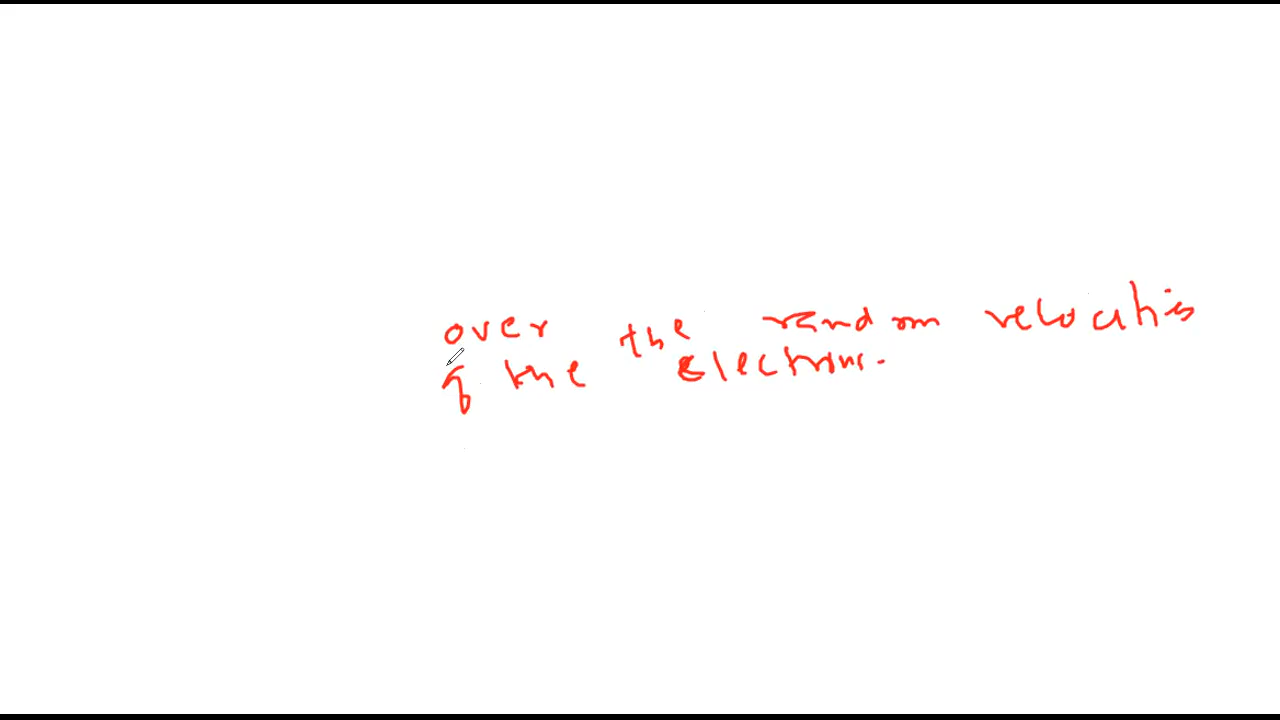 over the random velocities
of the electrons.